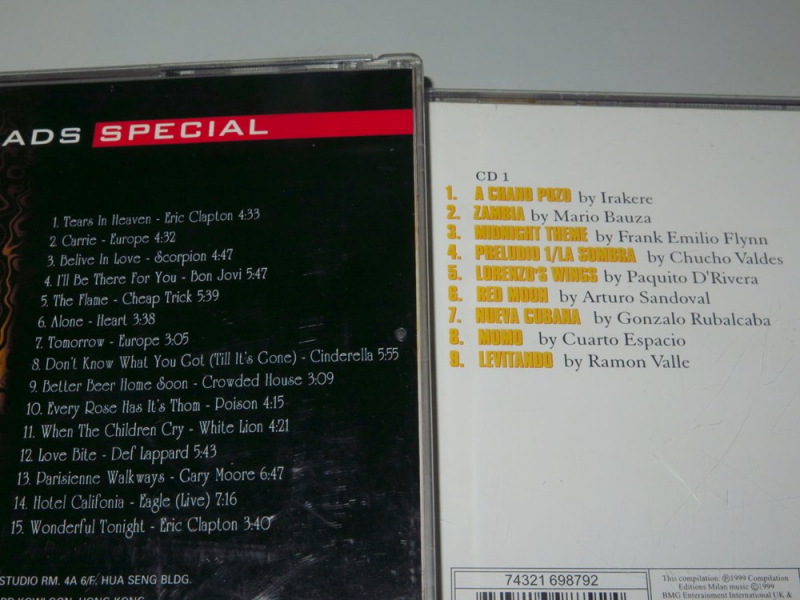 ADS SPECIAL
1. Tears In Heaven - Eric Clapton 4:33
2. Carrie - Europe 4:32
3. Belive In Love - Scorpion 4:47
4. I'll Be There For You - Bon Jovi 5:47
5. The Flame - Cheap Trick 5:39
6. Alone - Heart 3:38
7. Tomorrow - Europe 3:05
8. Don't Know What You Got (Till It's Gone) - Cinderella 5:55
9. Better Beer Home Soon - Crowded House 3:09
10. Every Rose Has It's Thom - Poison 4:15
11. When The Children Cry - White Lion 4:21
12. Love Bite - Def Lappard 5:43
13. Parisienne Walkways - Gary Moore 6:47
14. Hotel Califonia - Eagle (Live) 7:16
15. Wonderful Tonight - Eric Clapton 3:40
STUDIO RM. 4A 6/F. HUA SENG BLDG.
CD 1
1. A CHANO POZO by Irakere
2. ZAMBIA by Mario Bauza
3. MIDNIGHT THEME by Frank Emilio Flynn
4. PRELUDIO 1/LA SOMBRA by Chucho Valdes
5. LORENZO'S WINGS by Paquito D'Rivera
6. RED MOON by Arturo Sandoval
7. NUEVA CUBANA by Gonzalo Rubalcaba
8. MOMO by Cuarto Espacio
9. LEVITANDO by Ramon Valle
74321 698792
This compilation: ℗1999 Compilation
Editions Milan music ©1999
BMG Enterainment International UK &